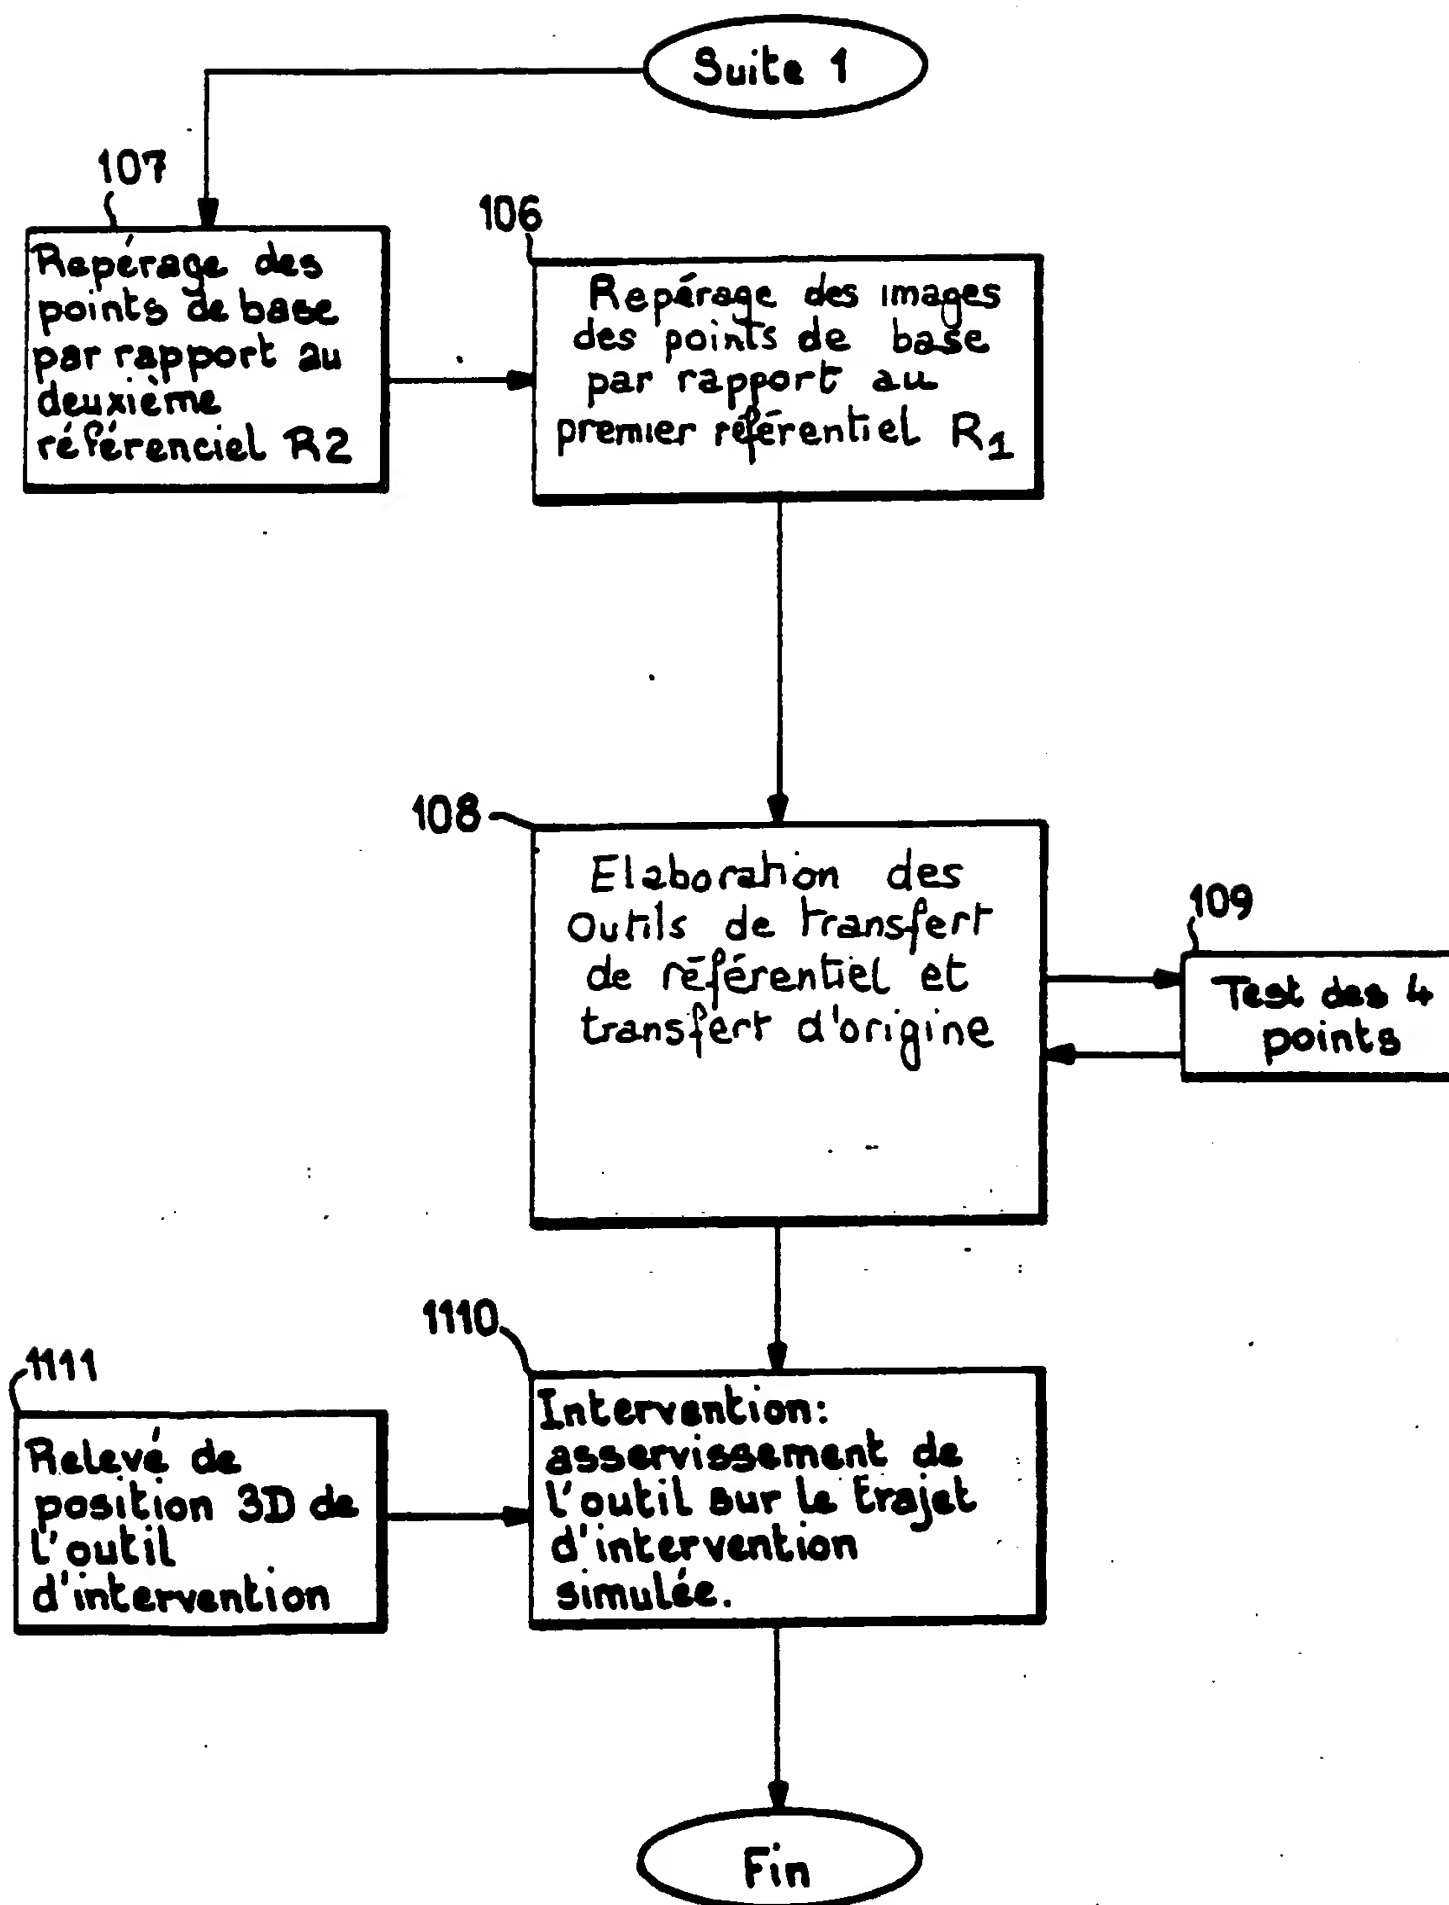 Suite 1
107
Repérage des
points de base
par rapport au
deuxième
référenciel R2
106
Repérage des images
des points de base
par rapport au
premier référentiel R1
108
Elaboration des
Outils de transfert
de référentiel et
transfert d'origine
109
Test des 4
points
1110
Intervention:
asservissement de
l'outil sur le trajet
d'intervention
simulée.
1111
Relevé de
position 3D de
l'outil
d'intervention
Fin